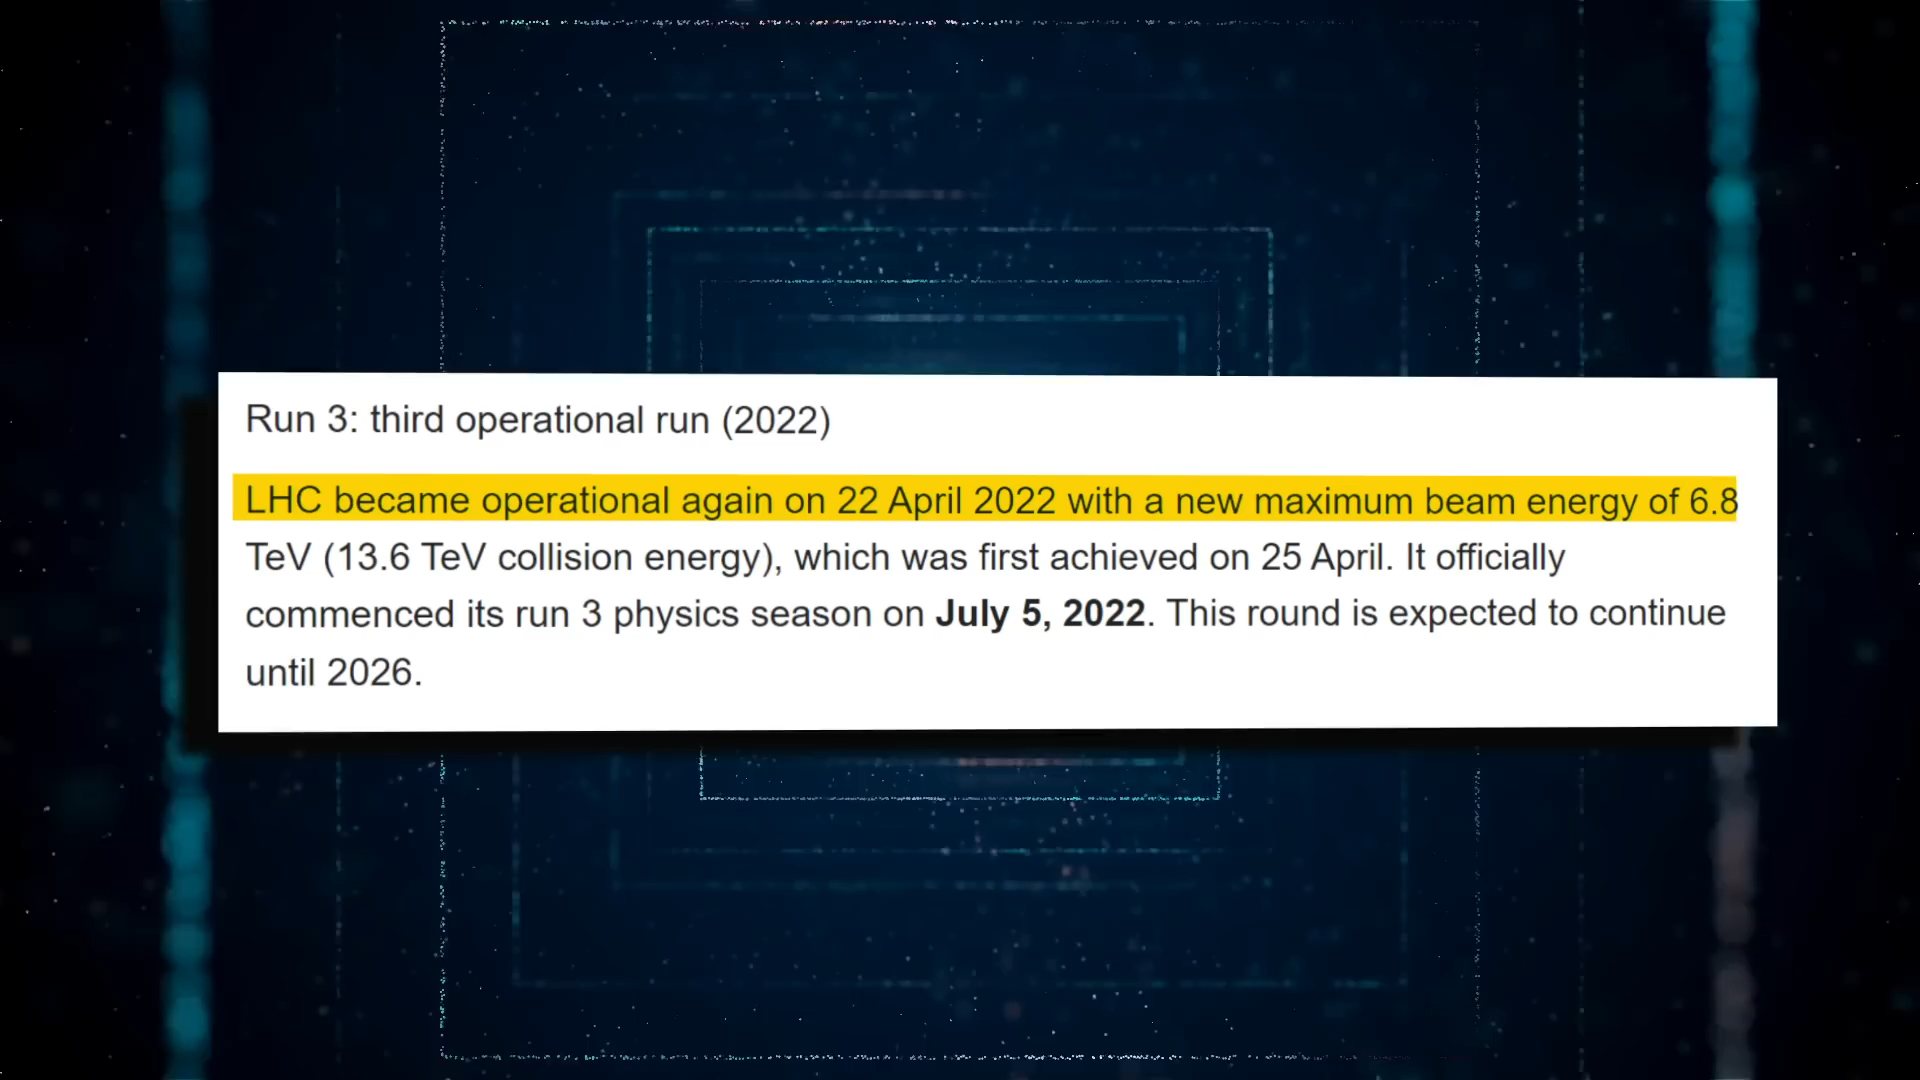 Run 3: third operational run (2022)
LHC became operational again on 22 April 2022 with a new maximum beam energy of 6.8
TeV (13.6 TeV collision energy), which was first achieved on 25 April. It officially
commenced its run 3 physics season on July 5, 2022. This round is expected to continue
until 2026.